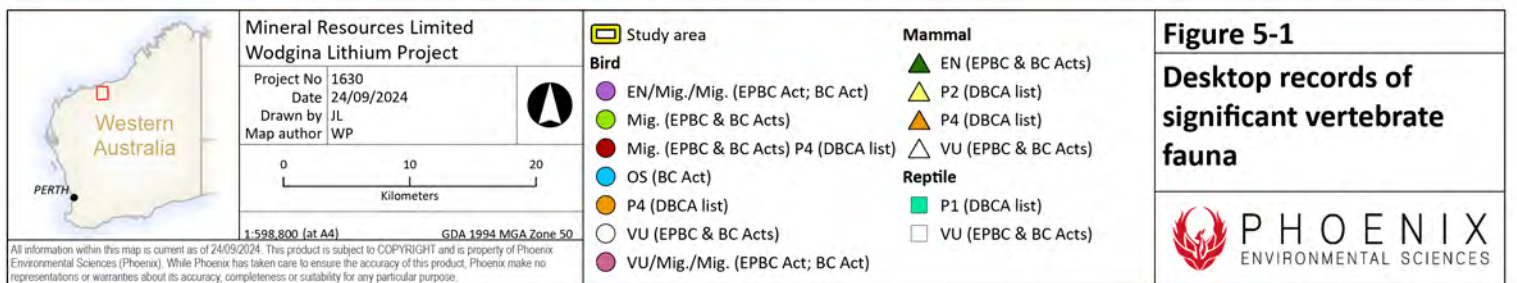 Western
Australia
PERTH
Mineral Resources Limited
Wodgina Lithium Project
Project No 1630
Date 24/09/2024
Drawn by JL
Map author WP
0 10 20
Kilometers
1:598,800 (at A4) GDA 1994 MGA Zone 50
All information within this map is current as of 24/09/2024. This product is subject to COPYRIGHT and is property of Phoenix
Environmental Sciences (Phoenix). While Phoenix has taken care to ensure the accuracy of this product, Phoenix make no
representations or warranties about its accuracy, completeness or suitability for any particular purpose.
Study area
Bird
EN/Mig./Mig. (EPBC Act; BC Act)
Mig. (EPBC & BC Acts)
Mig. (EPBC & BC Acts) P4 (DBCA list)
OS (BC Act)
P4 (DBCA list)
VU (EPBC & BC Acts)
VU/Mig./Mig. (EPBC Act; BC Act)
Mammal
EN (EPBC & BC Acts)
P2 (DBCA list)
P4 (DBCA list)
VU (EPBC & BC Acts)
Reptile
P1 (DBCA list)
VU (EPBC & BC Acts)
Figure 5-1
Desktop records of
significant vertebrate
fauna
PHOENIX
ENVIRONMENTAL SCIENCES